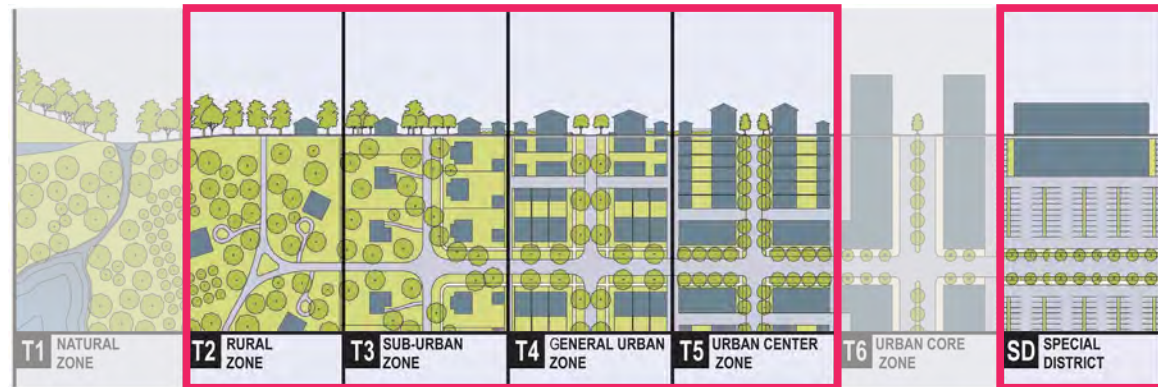 T1 NATURAL
ZONE
T2 RURAL
ZONE
T3 SUB-URBAN
ZONE
T4 GENERAL URBAN
ZONE
T5 URBAN CENTER
ZONE
T6 URBAN CORE
ZONE
SD SPECIAL
DISTRICT